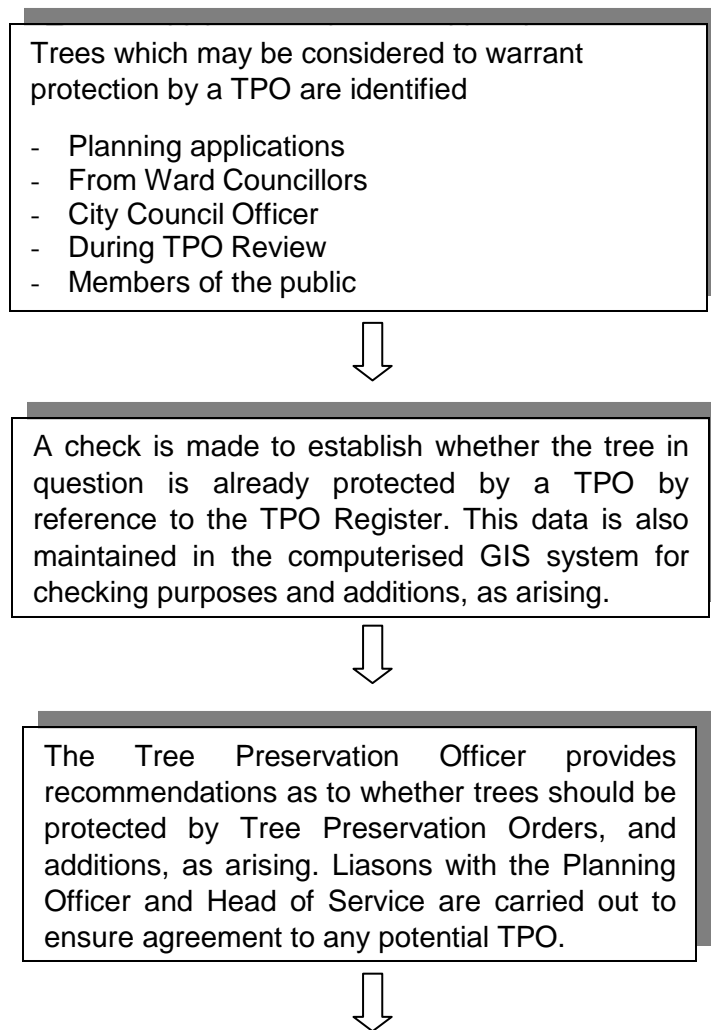 Trees which may be considered to warrant
protection by a TPO are identified
- Planning applications
- From Ward Councillors
- City Council Officer
- During TPO Review
- Members of the public
A check is made to establish whether the tree in
question is already protected by a TPO by
reference to the TPO Register. This data is also
maintained in the computerised GIS system for
checking purposes and additions, as arising.
The Tree Preservation Officer provides
recommendations as to whether trees should be
protected by Tree Preservation Orders, and
additions, as arising. Liasons with the Planning
Officer and Head of Service are carried out to
ensure agreement to any potential TPO.